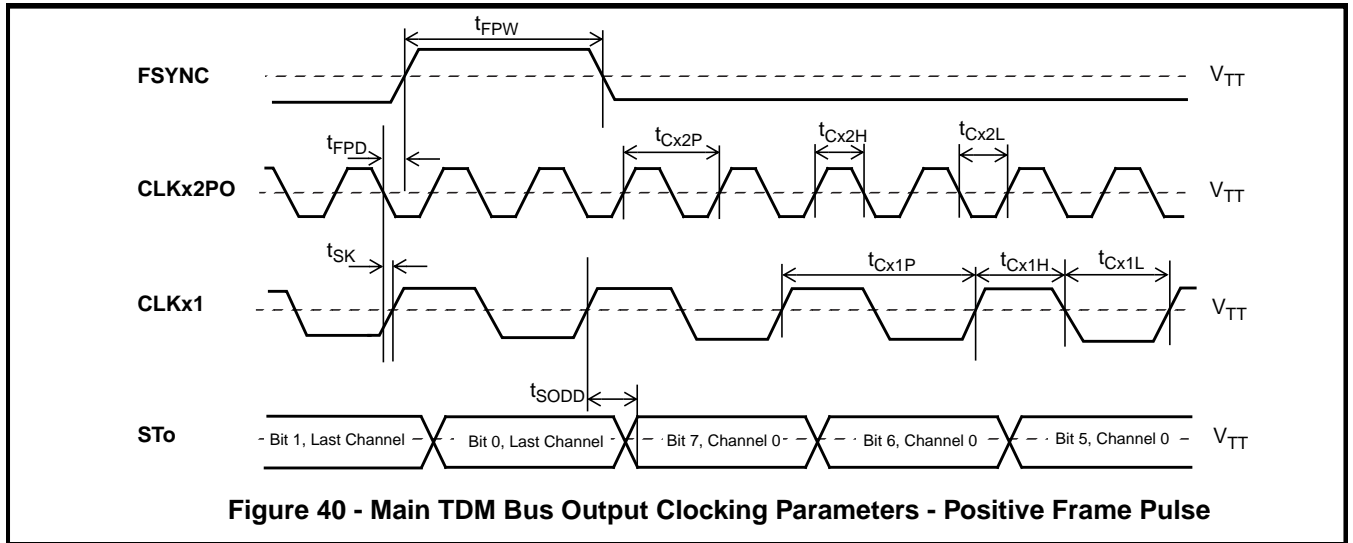 tFPW
FSYNC
VTT
tFPD
tCx2P
tCx2H
tCx2L
CLKx2PO
VTT
tSK
tCx1P
tCx1H
tCx1L
CLKx1
VTT
tSODD
STo
Bit 1, Last Channel
Bit 0, Last Channel
Bit 7, Channel 0
Bit 6, Channel 0
Bit 5, Channel 0
VTT
Figure 40 - Main TDM Bus Output Clocking Parameters - Positive Frame Pulse